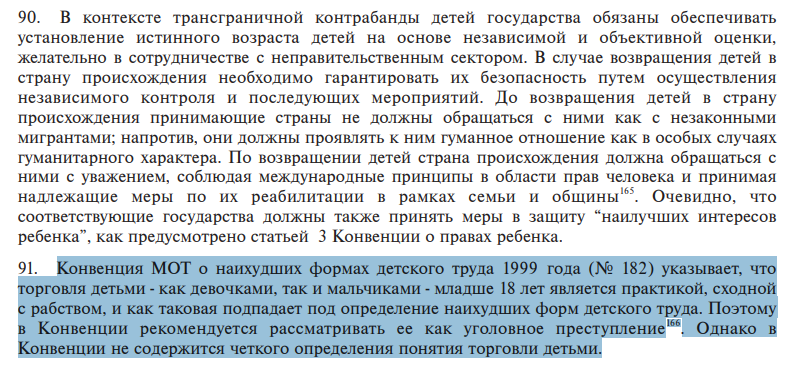 90. В контексте трансграничной контрабанды детей государства обязаны обеспечивать
установление истинного возраста детей на основе независимой и объективной оценки,
желательно в сотрудничестве с неправительственным сектором. В случае возвращения детей в
страну происхождения необходимо гарантировать их безопасность путем осуществления
независимого контроля и последующих мероприятий. До возвращения детей в страну
происхождения принимающие страны не должны обращаться с ними как с незаконными
мигрантами; напротив, они должны проявлять к ним гуманное отношение как в особых случаях
гуманитарного характера. По возвращении детей страна происхождения должна обращаться с
ними с уважением, соблюдая международные принципы в области прав человека и принимая
надлежащие меры по их реабилитации в рамках семьи и общины165. Очевидно, что
соответствующие государства должны также принять меры в защиту “наилучших интересов
ребенка”, как предусмотрено статьей 3 Конвенции о правах ребенка.
91. Конвенция МОТ о наихудших формах детского труда 1999 года (№ 182) указывает, что
торговля детьми - как девочками, так и мальчиками - младше 18 лет является практикой, сходной
с рабством, и как таковая подпадает под определение наихудших форм детского труда. Поэтому
в Конвенции рекомендуется рассматривать ее как уголовное преступление166. Однако в
Конвенции не содержится четкого определения понятия торговли детьми.